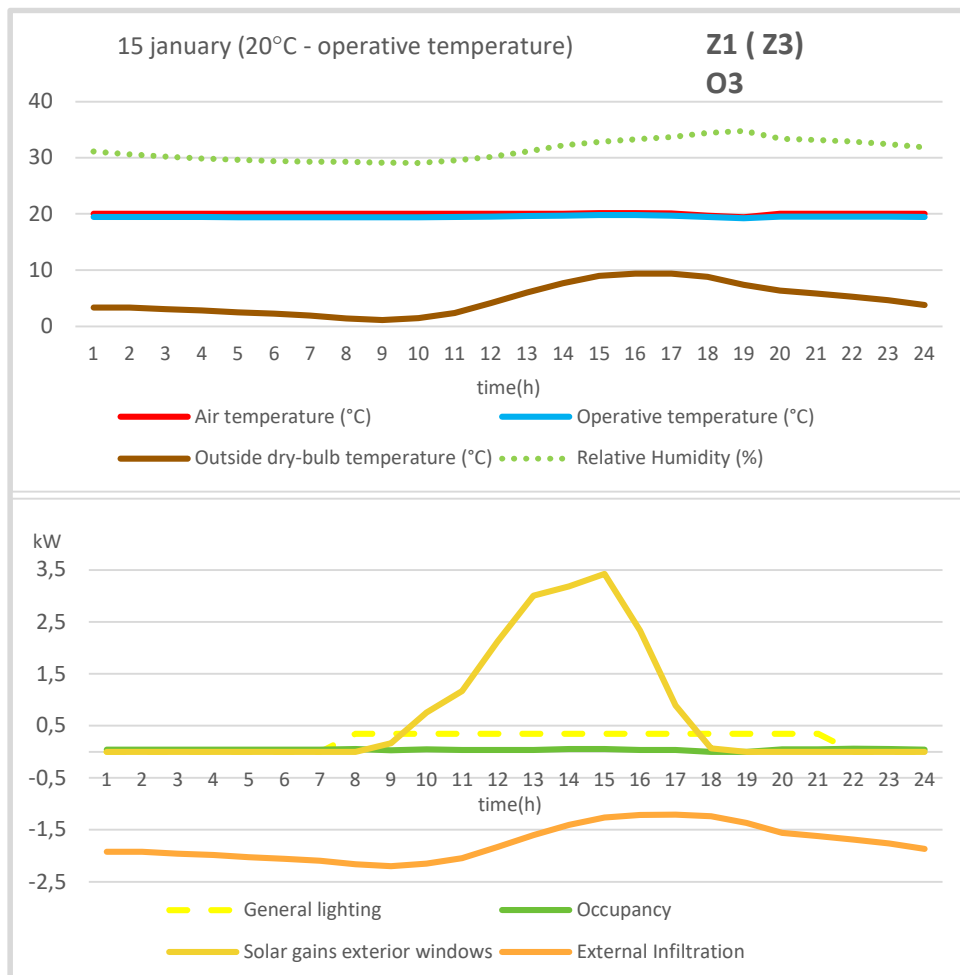 15 january (20°C - operative temperature)
Z1 ( Z3)
O3
40
30
20
10
0
1 2 3 4 5 6 7 8 9 10 11 12 13 14 15 16 17 18 19 20 21 22 23 24
time(h)
Air temperature (°C) Operative temperature (°C)
Outside dry-bulb temperature (°C) Relative Humidity (%)
kW
3,5
2,5
1,5
0,5
-0,5
1 2 3 4 5 6 7 8 9 10 11 12 13 14 15 16 17 18 19 20 21 22 23 24
time(h)
-1,5
-2,5
General lighting Occupancy
Solar gains exterior windows External Infiltration